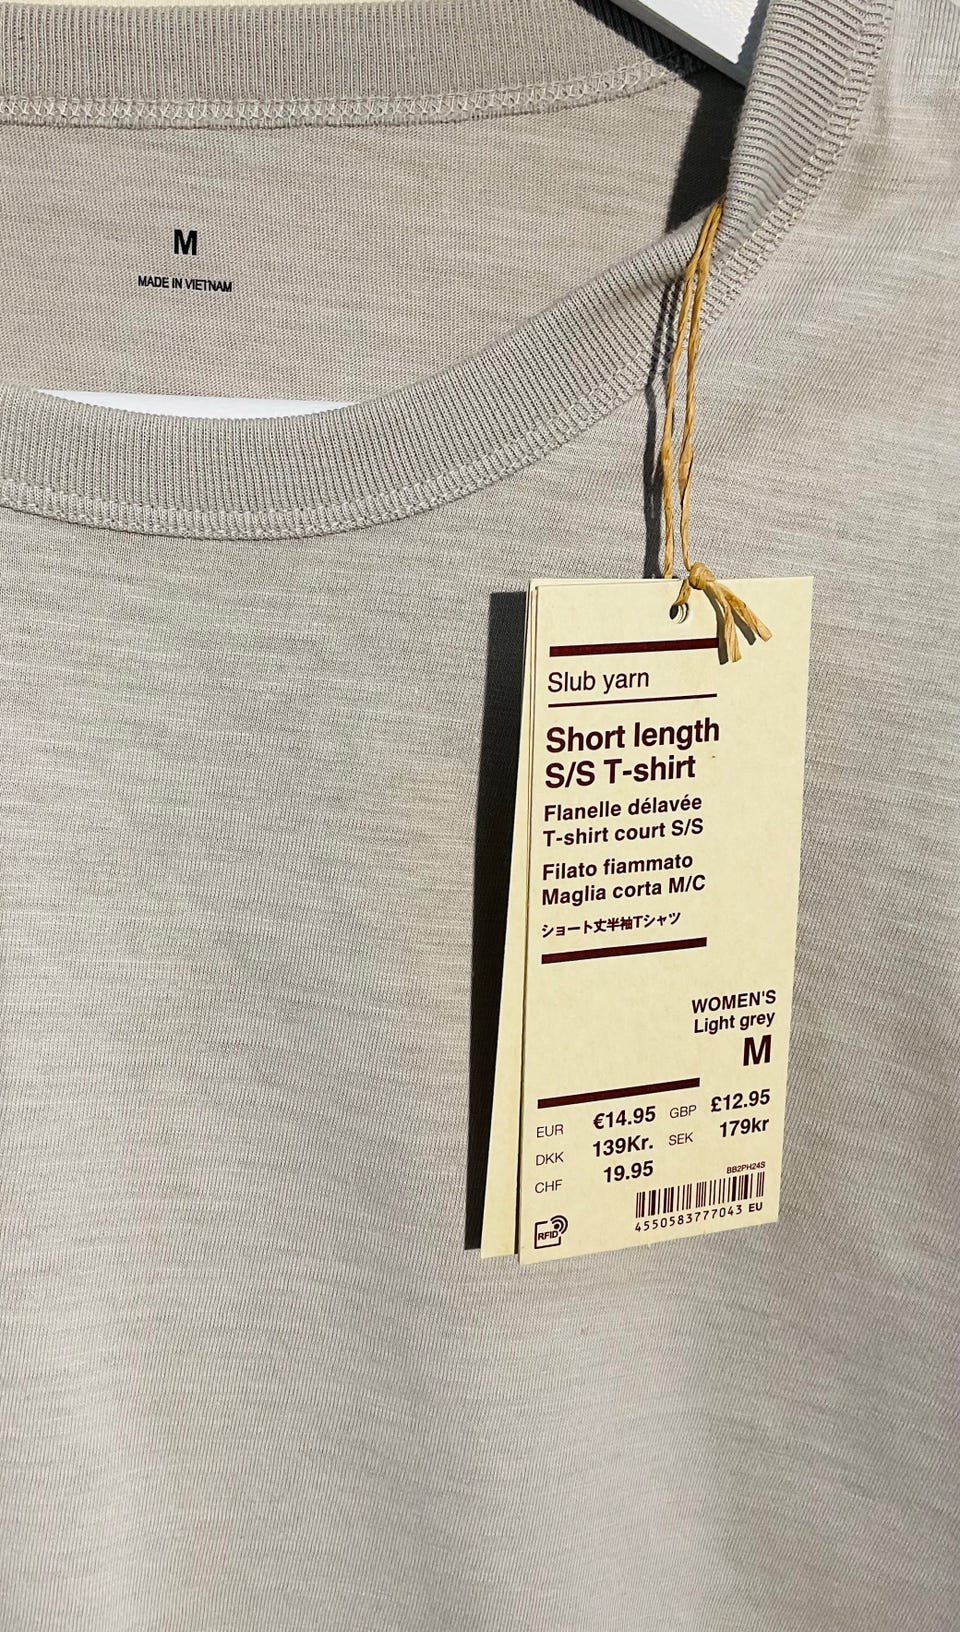 M
MADE IN VIETNAM
Slub yarn
Short length
S/S T-shirt
Flanelle délavée
T-shirt court S/S
Filato fiammato
Maglia corta M/C
ショート丈半袖Tシャツ
WOMEN'S
Light grey
M
EUR €14.95 GBP £12.95
DKK 139Kr. SEK 179kr
CHF 19.95
BB2PH24S
4550583777043 EU
RFID